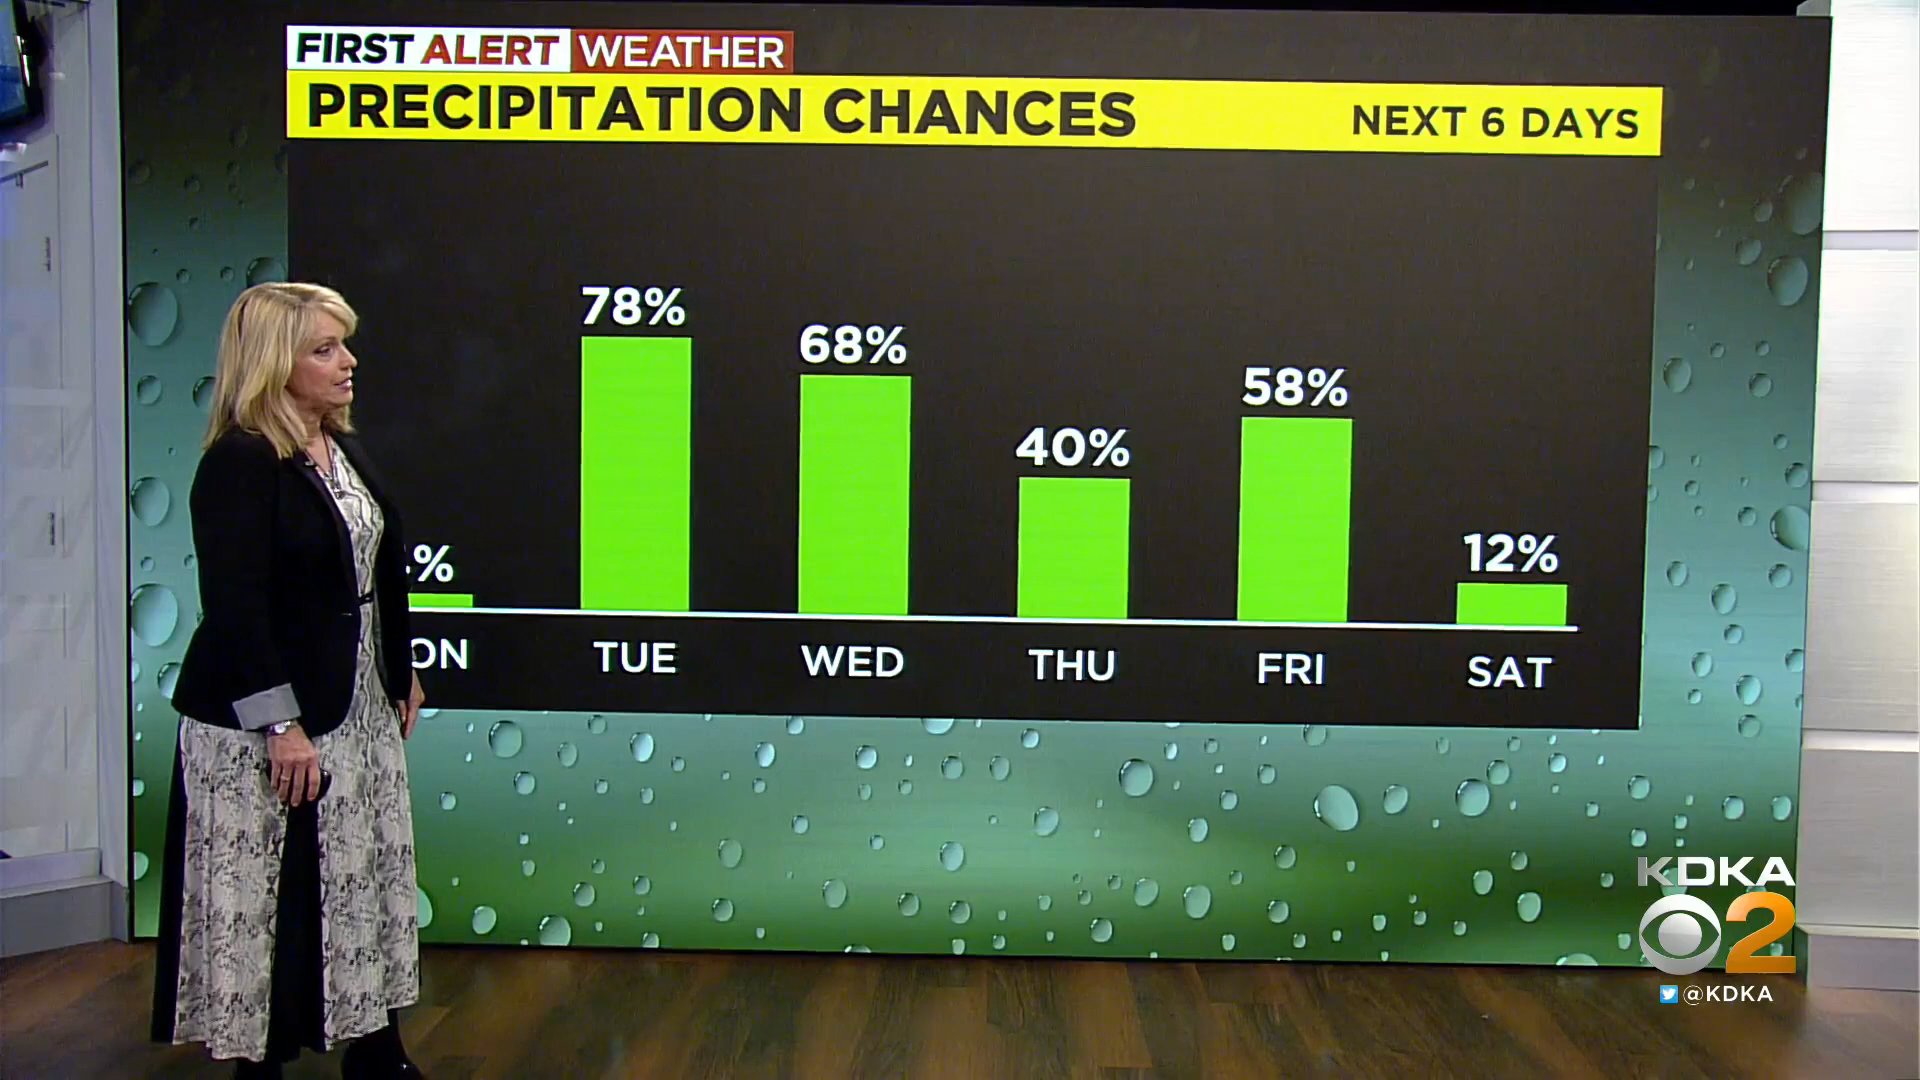 FIRST ALERT WEATHER
PRECIPITATION CHANCES
NEXT 6 DAYS
78%
68%
40%
58%
12%
TUE
WED
THU
FRI
SAT
KDKA
2
@KDKA